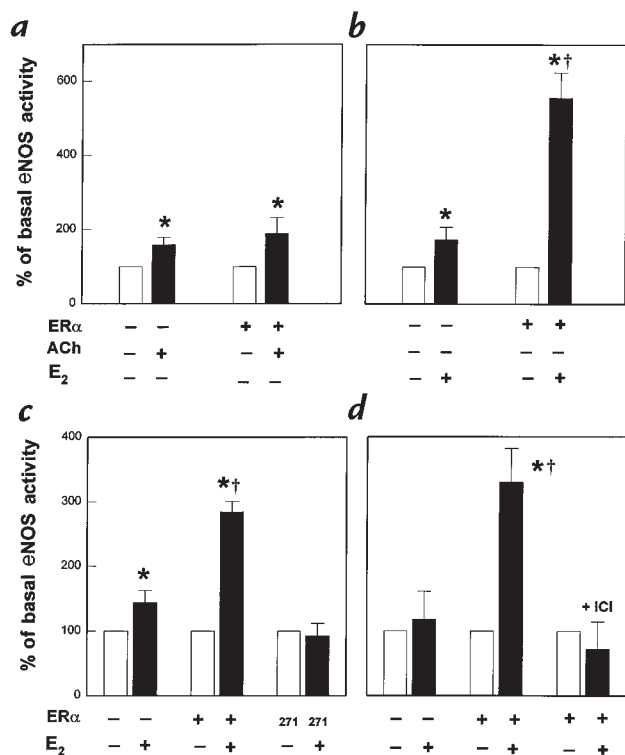 a
b
% of basal eNOS activity
600
400
200
0
*
*
*
*†
ERα – – + + – – + +
ACh – + – + – – – –
E2 – – – – – + – +
c
d
% of basal eNOS activity
400
300
200
100
0
*
*†
*†
+ ICI
ERα – – + + 271 271 – – + + + +
E2 – + – + – + – + – + – +